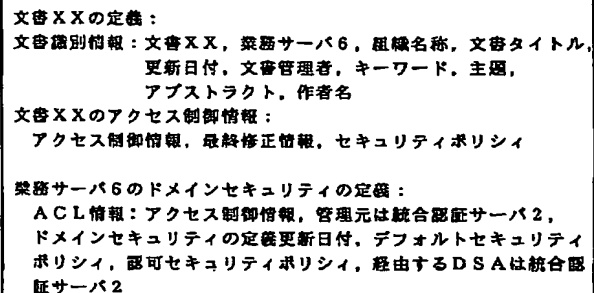 文書XXの定義：
文書識別情報：文書XX，業務サーバ6，組織名称，文書タイトル，
更新日付，文書管理者，キーワード，主題，
アブストラクト，作者名
文書XXのアクセス制御情報：
アクセス制御情報，最終修正情報，セキュリティポリシィ
業務サーバ6のドメインセキュリティの定義：
ACL情報：アクセス制御情報，管理元は統合認証サーバ2，
ドメインセキュリティの定義更新日付，デフォルトセキュリティ
ポリシィ，認可セキュリティポリシィ，経由するDSAは統合認
証サーバ2